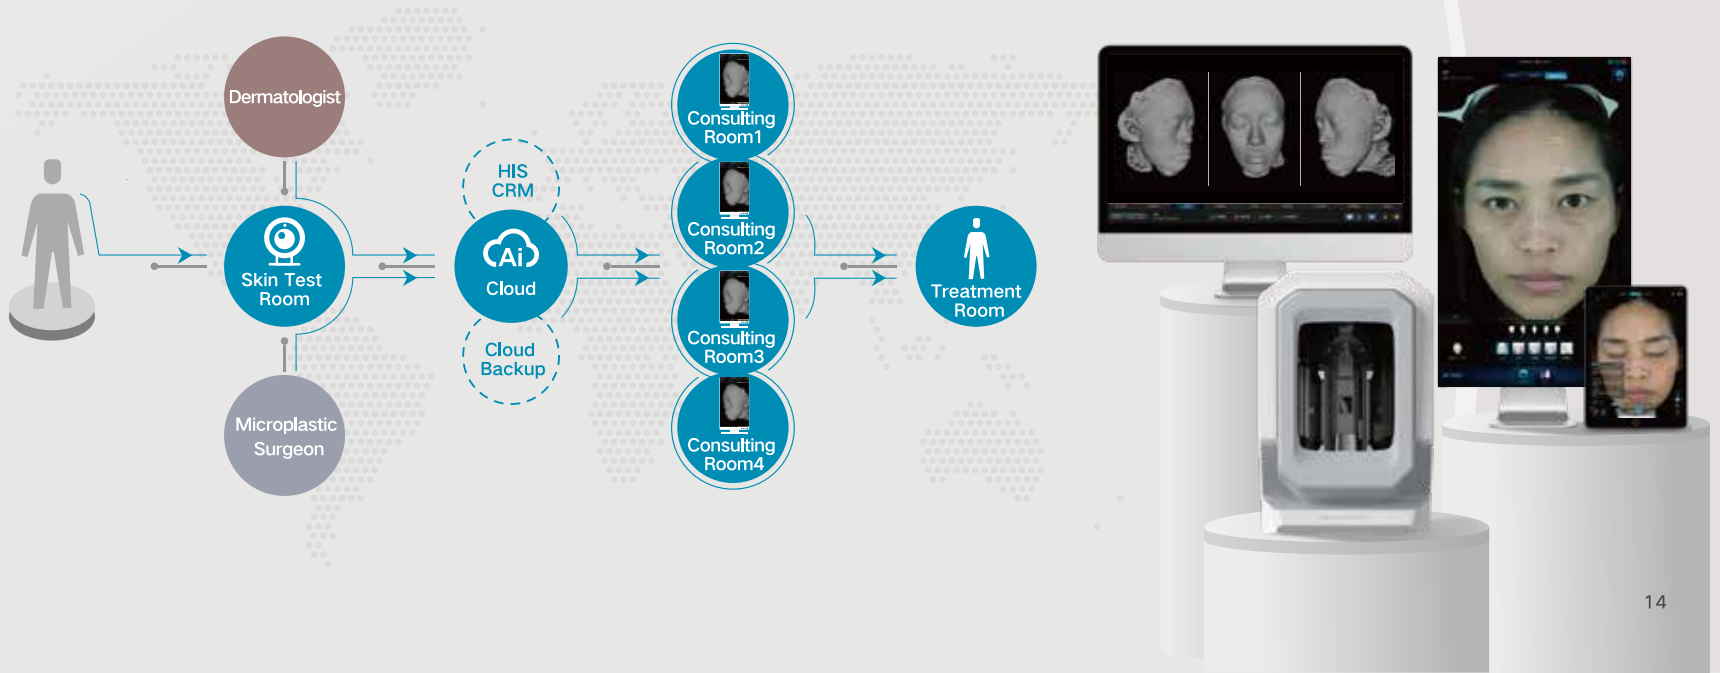 Dermatologist
Skin Test
Room
Microplastic
Surgeon
HIS
CRM
Ai
Cloud
Cloud
Backup
Consulting
Room1
Consulting
Room2
Consulting
Room3
Consulting
Room4
Treatment
Room
14